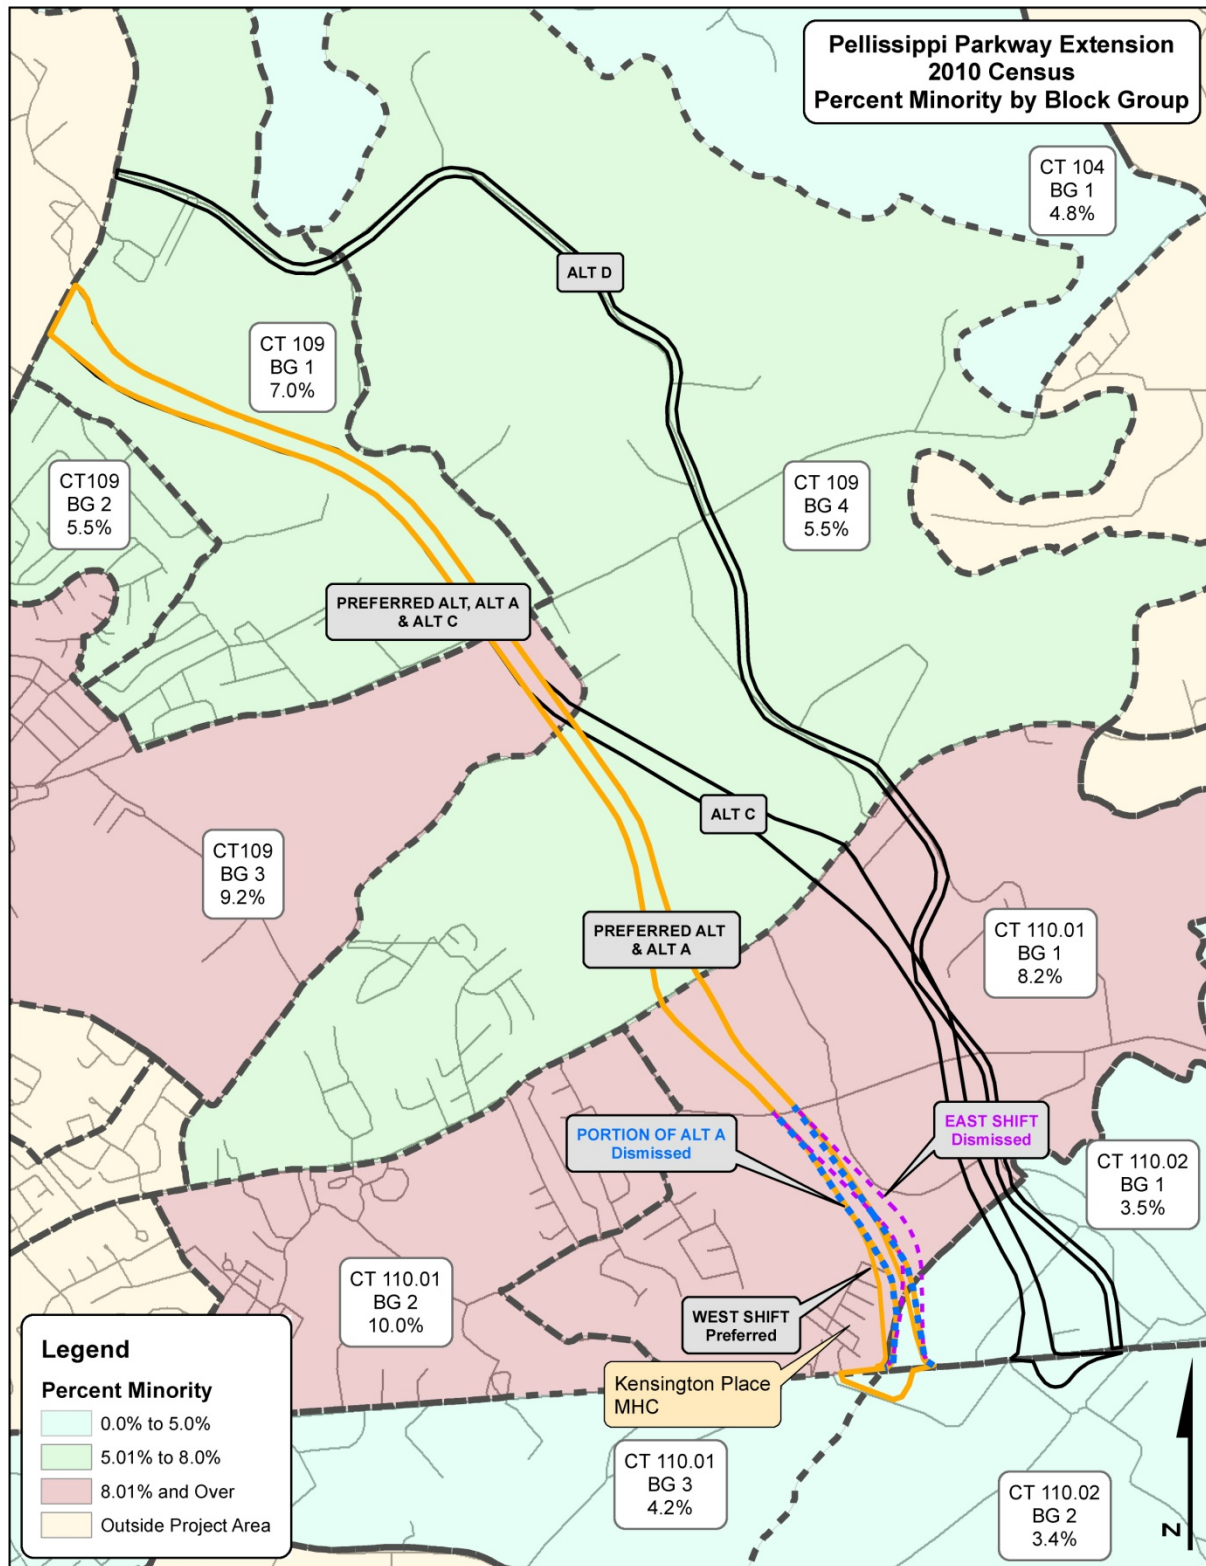 Pellissippi Parkway Extension
2010 Census
Percent Minority by Block Group
CT 104
BG 1
4.8%
ALT D
CT 109
BG 1
7.0%
CT109
BG 2
5.5%
CT 109
BG 4
5.5%
PREFERRED ALT, ALT A
& ALT C
ALT C
CT109
BG 3
9.2%
PREFERRED ALT
& ALT A
CT 110.01
BG 1
8.2%
PORTION OF ALT A
Dismissed
EAST SHIFT
Dismissed
CT 110.02
BG 1
3.5%
CT 110.01
BG 2
10.0%
WEST SHIFT
Preferred
Kensington Place
MHC
CT 110.01
BG 3
4.2%
CT 110.02
BG 2
3.4%
Legend
Percent Minority
0.0% to 5.0%
5.01% to 8.0%
8.01% and Over
Outside Project Area
N